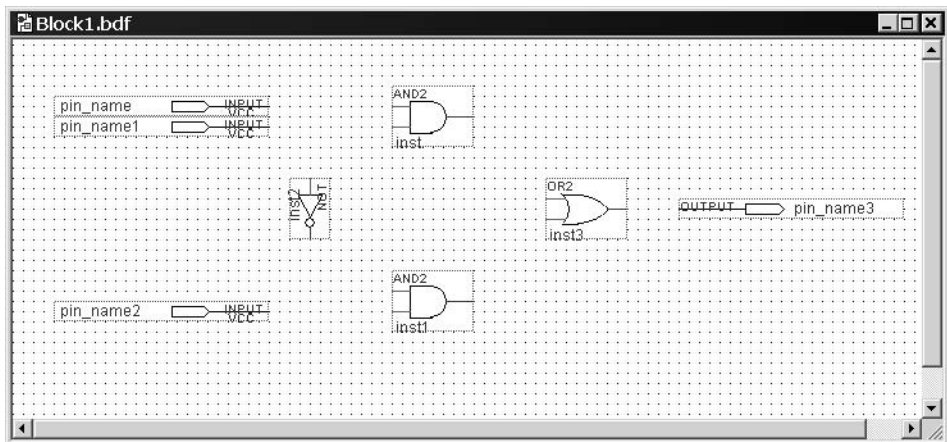 Block1.bdf
AND2
pin_name INPUT
VCC
pin_name1 INPUT
VCC
inst
inst2 NOT
OR2
OUTPUT pin_name3
inst3
AND2
pin_name2 INPUT
VCC
inst1